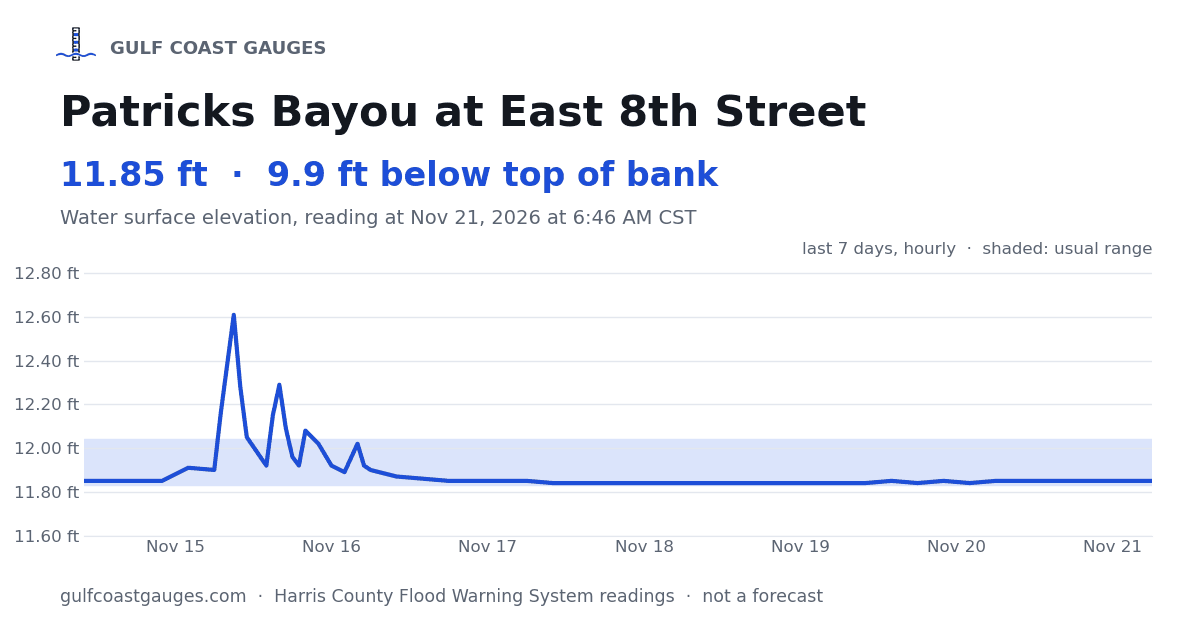 GULF COAST GAUGES
Patricks Bayou at East 8th Street
11.85 ft · 9.9 ft below top of bank
Water surface elevation, reading at Nov 21, 2026 at 6:46 AM CST
last 7 days, hourly · shaded: usual range
12.80 ft
12.60 ft
12.40 ft
12.20 ft
12.00 ft
11.80 ft
11.60 ft
Nov 15 Nov 16 Nov 17 Nov 18 Nov 19 Nov 20 Nov 21
gulfcoastgauges.com · Harris County Flood Warning System readings · not a forecast